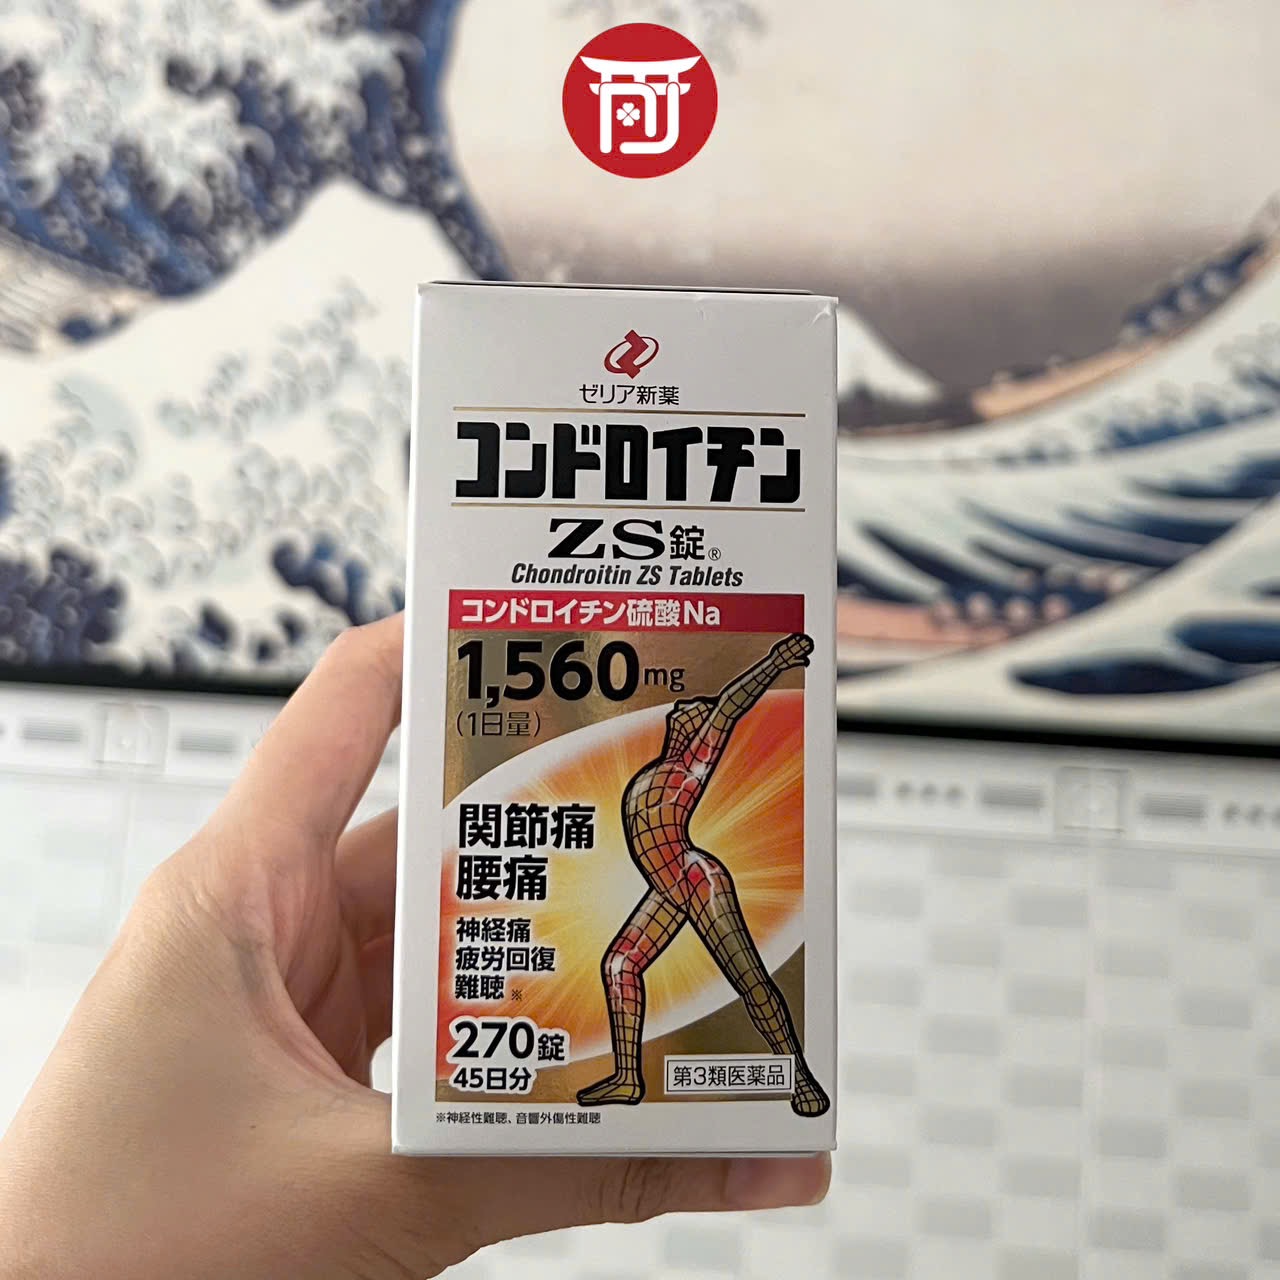 ゼリア新薬
コンドロイチン
ZS錠®
Chondroitin ZS Tablets
コンドロイチン硫酸Na
1,560mg
(1日量)
関節痛
腰痛
神経痛
疲労回復
難聴※
270錠
45日分
第3類医薬品
※神経性難聴、音響外傷性難聴